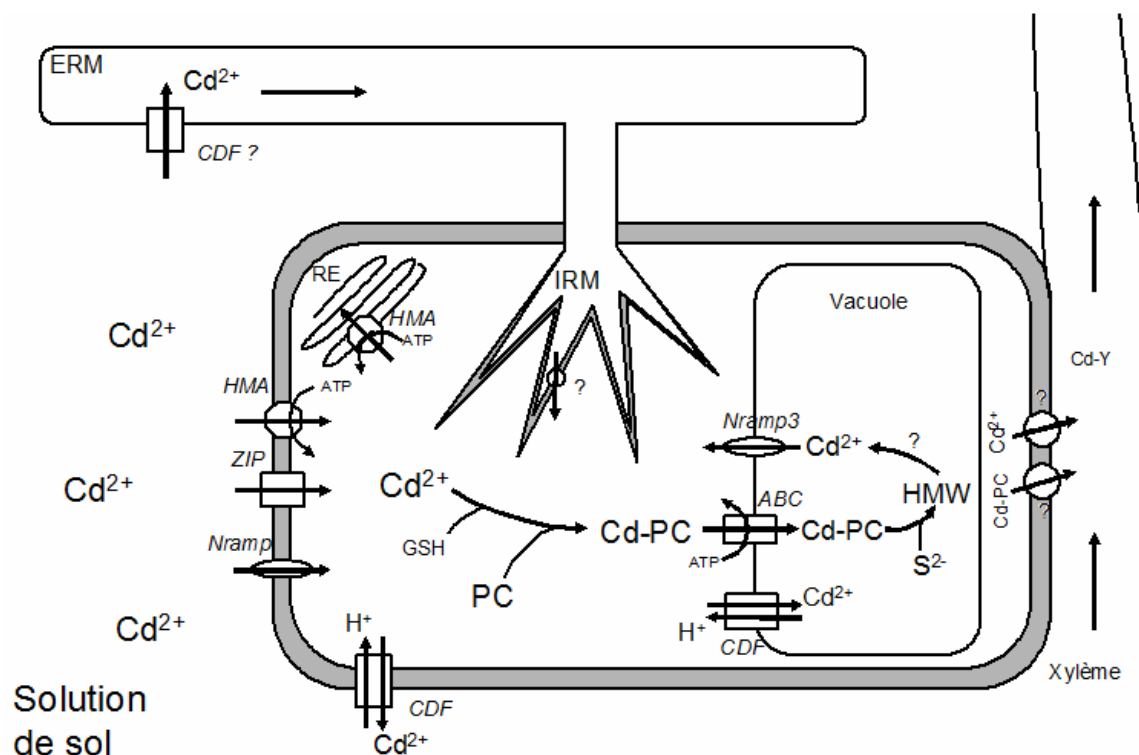 ERM
Cd²⁺
CDF ?
RE
IRM
HMA
ATP
Vacuole
Cd²⁺
HMA
ATP
?
Cd-Y
ZIP
Nramp3
Cd²⁺
?
?
Cd²⁺
Cd²⁺
Cd²⁺
HMW
Cd-PC
?
ABC
Nramp
GSH
Cd-PC
ATP
Cd-PC
S²⁻
PC
Cd²⁺
H⁺
CDF
Cd²⁺
H⁺
Xylème
CDF
Cd²⁺
Solution
de sol